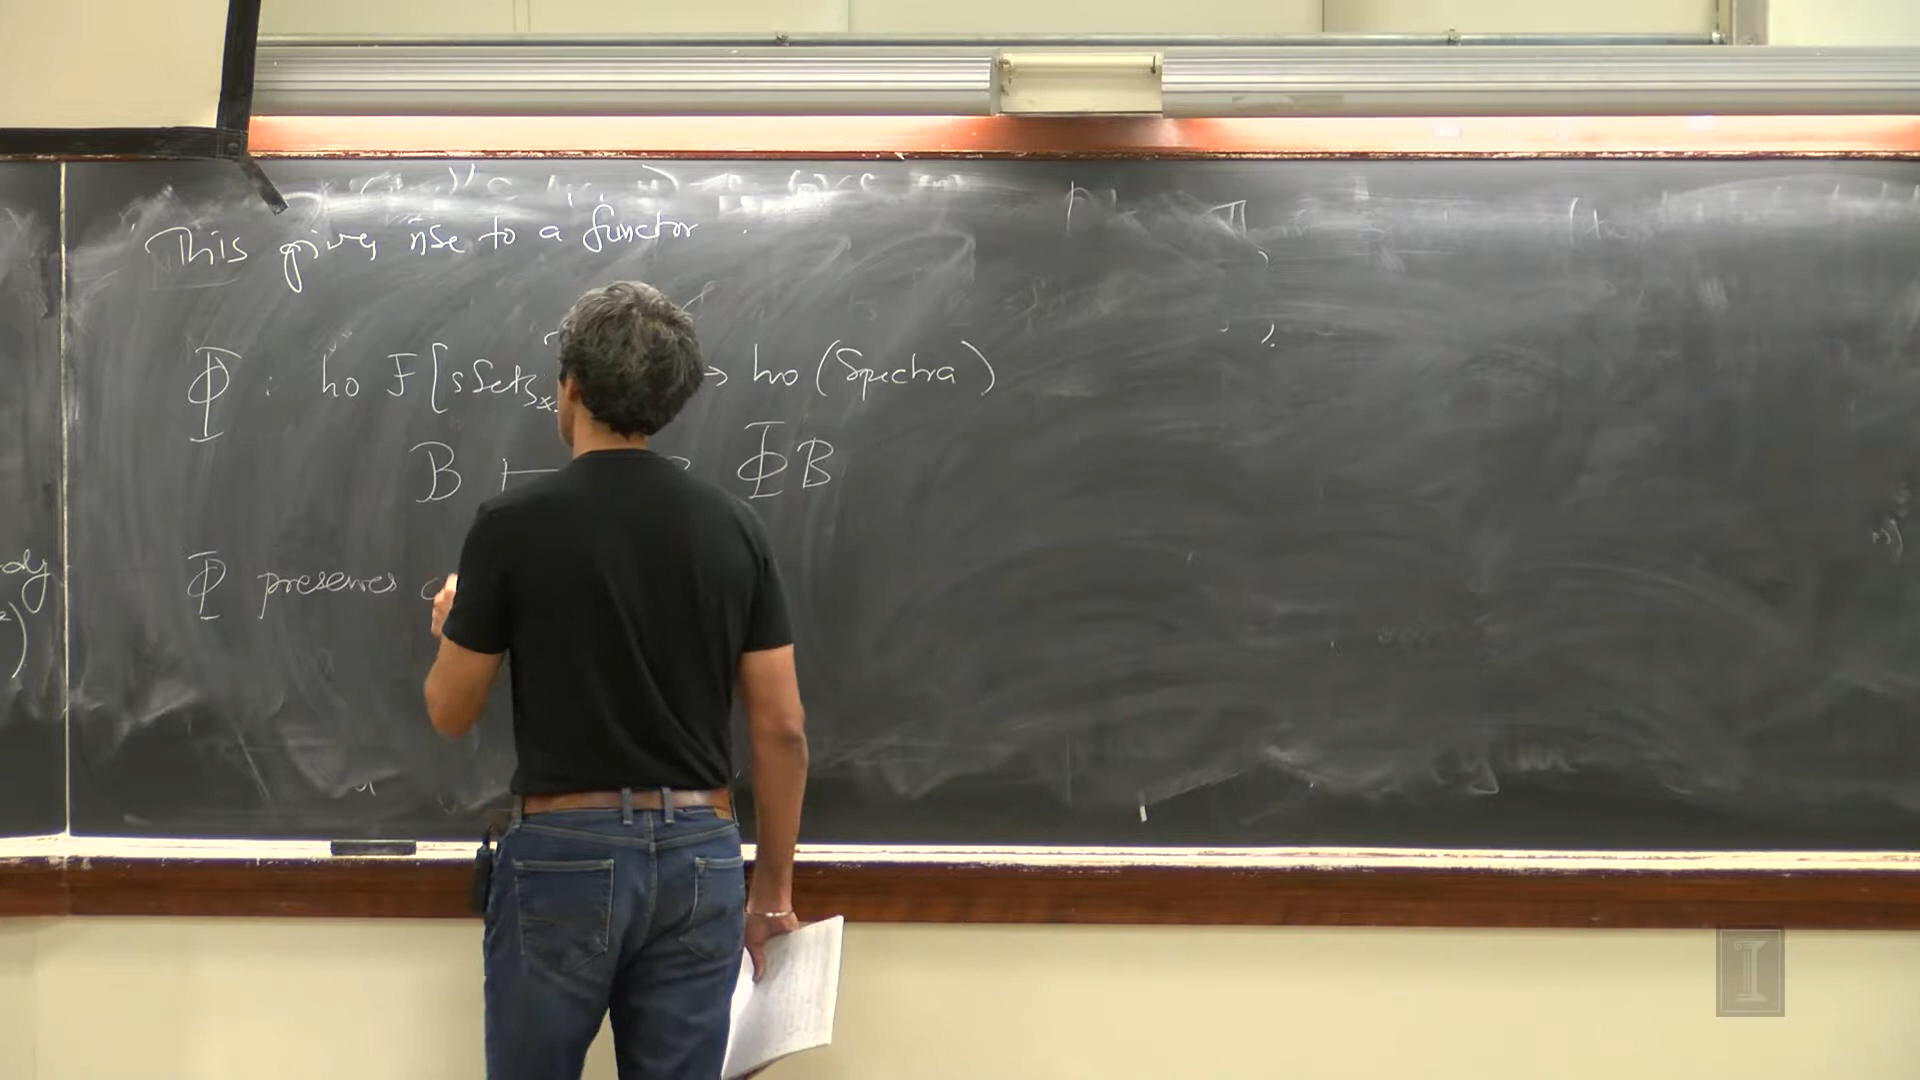 This gives rise to a functor
Φ : ho F[sSets* → ho (Spectra)
B ⟼ ΦB
Φ preserves